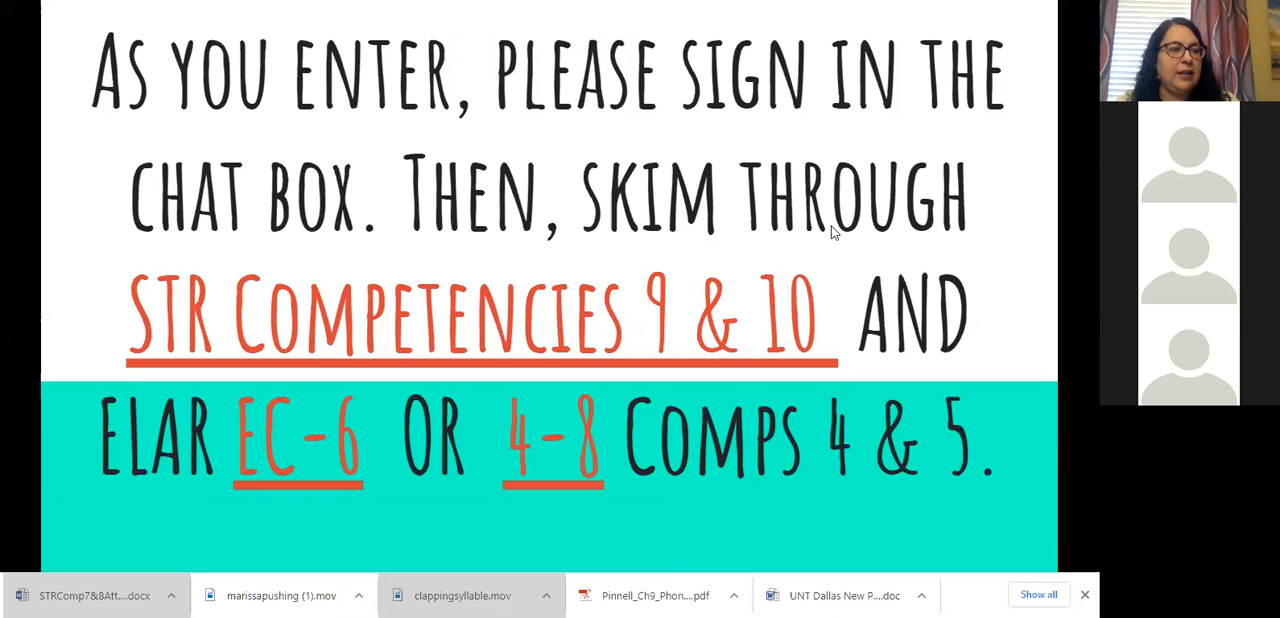 As you enter, please sign in the
chat box. Then, skim through
STR Competencies 9 & 10 and
ELAR EC-6 or 4-8 Comps 4 & 5.
STRComp7&8Att....docx
marissapushing (1).mov
clappingsyllable.mov
Pinnell_Ch9_Phon....pdf
UNT Dallas New P....doc
Show all